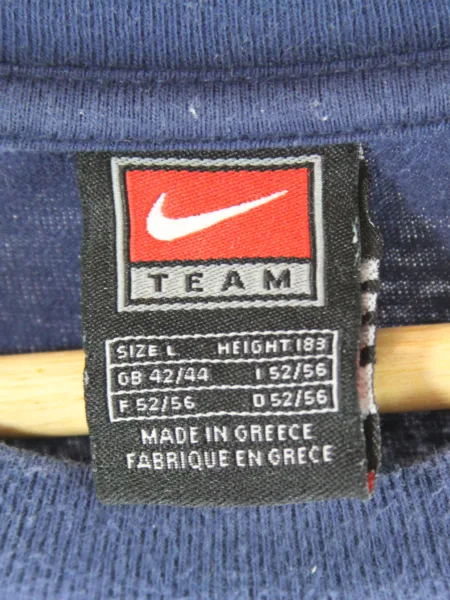 TEAM
SIZE L HEIGHT 183
GB 42/44 I 52/56
F 52/56 D 52/56
MADE IN GREECE
FABRIQUE EN GRECE